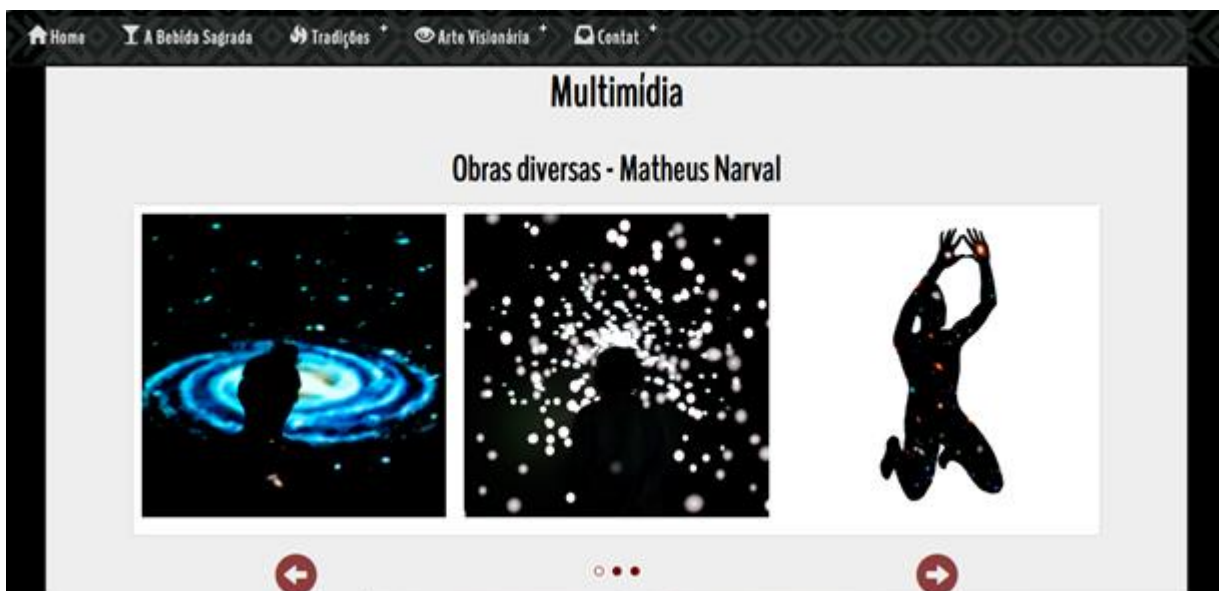 Home A Bebida Sagrada Tradições + Arte Visionária + Contat +
Multimídia
Obras diversas - Matheus Narval